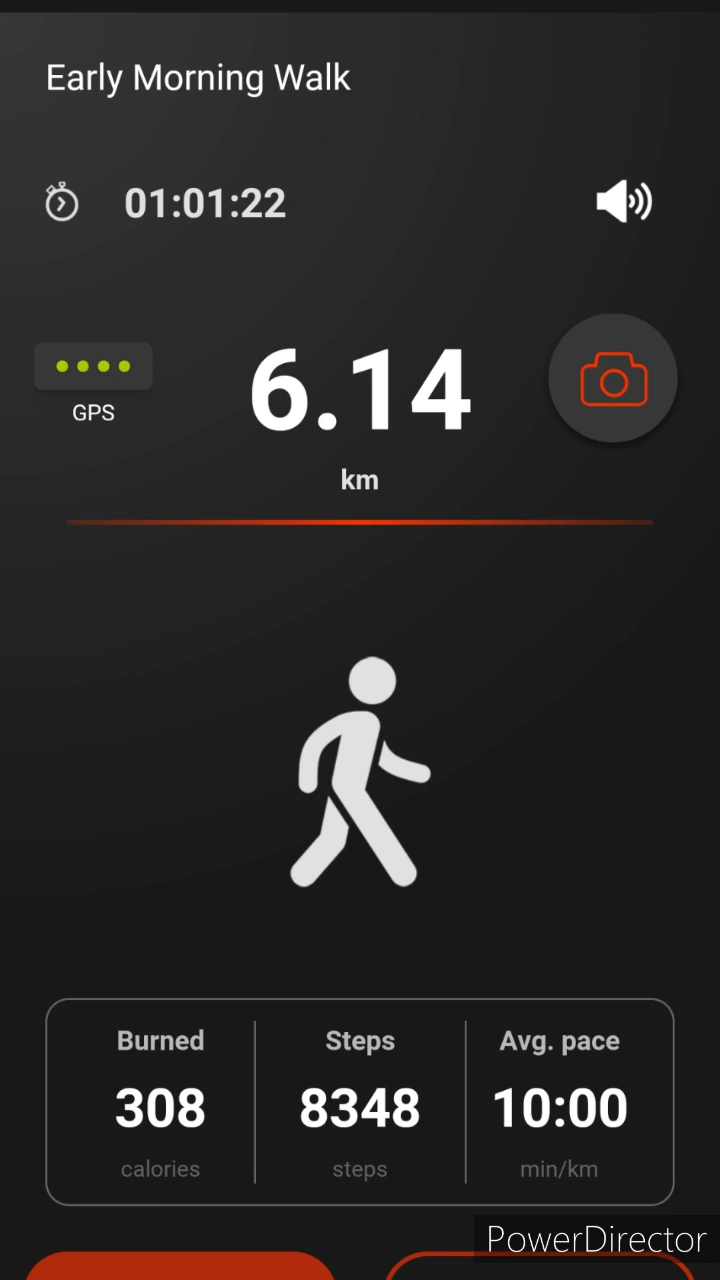 Early Morning Walk
01:01:22
6.14
GPS
km
Burned Steps Avg. pace
308 8348 10:00
calories steps min/km
PowerDirector